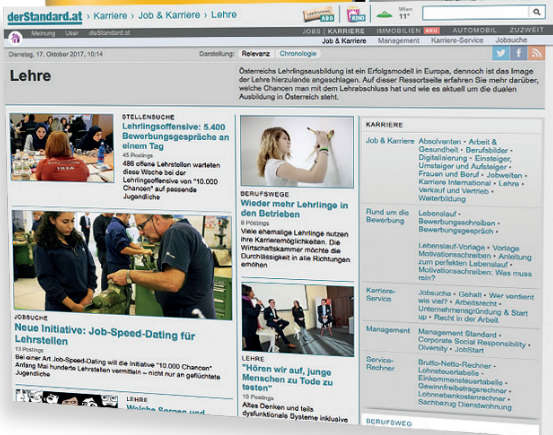 derStandard.at › Karriere › Job & Karriere › Lehre
ABO
Wien
11°
Meinung User dieStandard.at
JOBS | KARRIERE IMMOBILIEN NEU AUTOMOBIL ZUZWEIT
Job & Karriere Management Karriere-Service Jobsuche
Dienstag, 17. Oktober 2017, 10:14
Darstellung: Relevanz Chronologie
Lehre
Österreichs Lehrlingsausbildung ist ein Erfolgsmodell in Europa, dennoch ist das Image
der Lehre hierzulande angeschlagen. Auf dieser Ressortseite erfahren Sie mehr darüber,
welche Chancen man mit dem Lehrabschluss hat und wie es aktuell um die dualen
Ausbildung in Österreich steht.
STELLENSUCHE
Lehrlingsoffensive: 5.400
Bewerbungsgespräche an
einem Tag
45 Postings
486 offene Lehrstellen warteten
diese Woche bei der
Lehrlingsoffensive von "10.000
Chancen" auf passende
Jugendliche
JOBSUCHE
Neue Initiative: Job-Speed-Dating für
Lehrstellen
13 Postings
Bei einer Art Job-Speed-Dating will die Initiative "10.000 Chancen"
Anfang Mai hunderte Lehrstellen vermitteln – nicht nur an geflüchtete
Jugendliche
LEHRE
Welche Sorgen und
BERUFSWEGE
Wieder mehr Lehrlinge in
den Betrieben
8 Postings
Viele ehemalige Lehrlinge nutzen
ihre Karrieremöglichkeiten. Die
Wirtschaftskammer möchte die
Durchlässigkeit in alle Richtungen
erhöhen
LEHRE
"Hören wir auf, junge
Menschen zu Tode zu
testen"
19 Postings
Altes Denken und teils
dysfunktionale Systeme inklusive
KARRIERE
Job & Karriere Absolventen • Arbeit &
Gesundheit • Berufsbilder •
Digitalisierung • Einsteiger,
Umsteiger und Aufsteiger •
Frauen und Beruf • Jobwelten •
Karriere International • Lehre •
Verkauf und Vertrieb •
Weiterbildung
Rund um die Lebenslauf •
Bewerbung Bewerbungsschreiben •
Bewerbungsgespräch •
Lebenslauf-Vorlage • Vorlage
Motivationsschreiben • Anleitung
zum perfekten Lebenslauf •
Motivationsschreiben: Was muss
rein?
Karriere- Jobsuche • Gehalt • Wer verdient
Service wie viel? • Arbeitsrecht •
Unternehmensgründung & Start
up • Recht in der Arbeit
Management Management Standard •
Corporate Social Responsibility •
Diversity • JobStart
Service- Brutto-Netto-Rechner •
Rechner Lohnsteuertabelle •
Einkommensteuertabelle •
Gewinnfreibetragsrechner •
Lohnnebenkostenrechner •
Sachbezug Dienstwohnung
BERUFSWEG